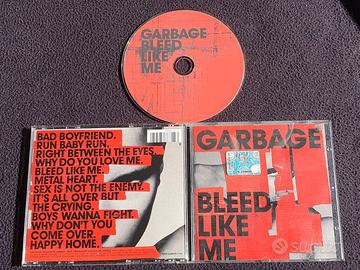 GARBAGE
BLEED
LIKE
ME
BAD BOYFRIEND.
RUN BABY RUN.
RIGHT BETWEEN THE EYES.
WHY DO YOU LOVE ME.
BLEED LIKE ME.
METAL HEART.
SEX IS NOT THE ENEMY.
IT'S ALL OVER BUT
THE CRYING.
BOYS WANNA FIGHT.
WHY DON'T YOU
COME OVER.
HAPPY HOME.
GARBAGE
BLEED
LIKE
ME
subito